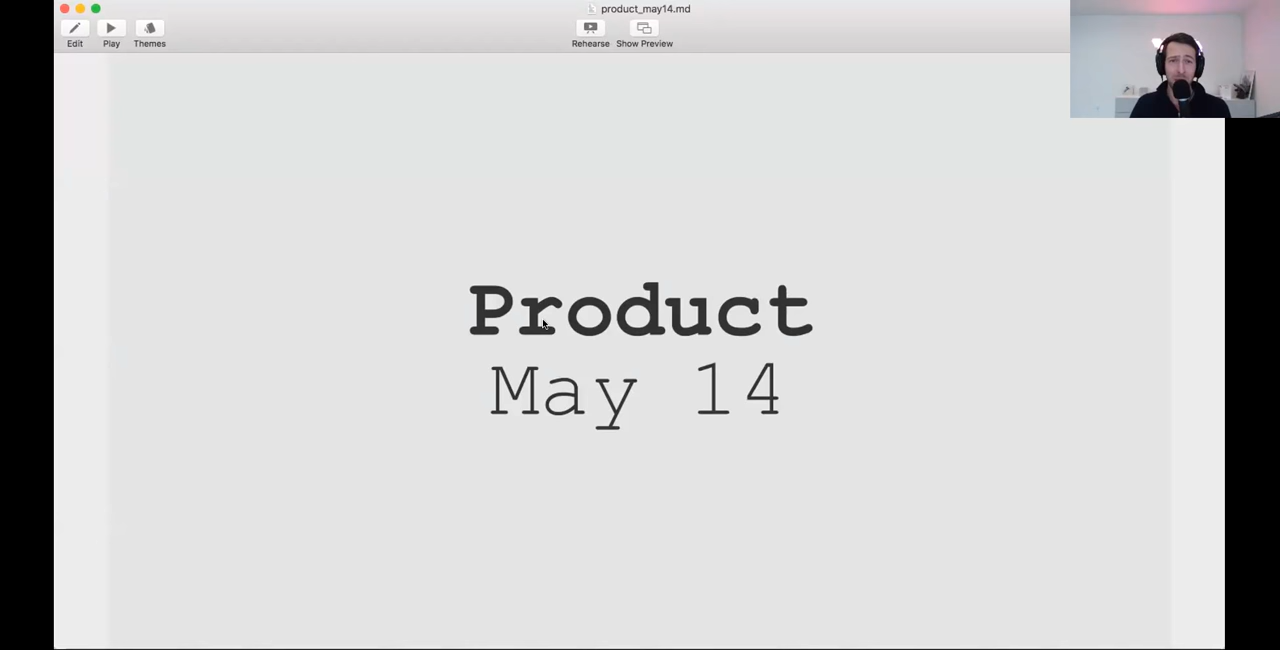 product_may14.md
Edit
Play
Themes
Rehearse
Show Preview
Product
May 14